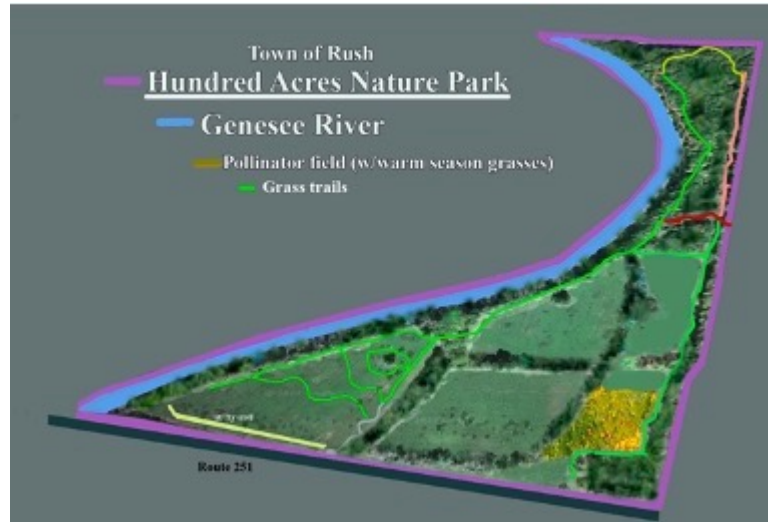 Town of Rush
Hundred Acres Nature Park
Genesee River
Pollinator field (w/warm season grasses)
Grass trails
Route 251